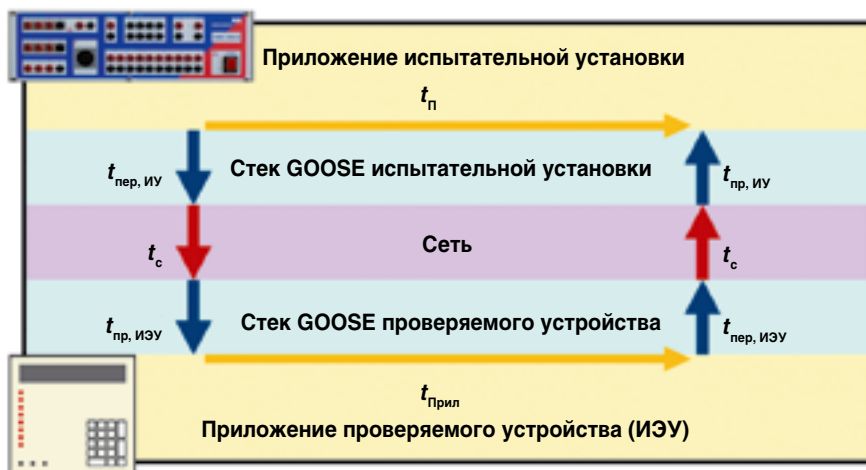 Приложение испытательной установки
tП
tпер, ИУ
Стек GOOSE испытательной установки
tпр, ИУ
tс
Сеть
tс
tпр, ИЭУ
Стек GOOSE проверяемого устройства
tпер, ИЭУ
tПрил
Приложение проверяемого устройства (ИЭУ)